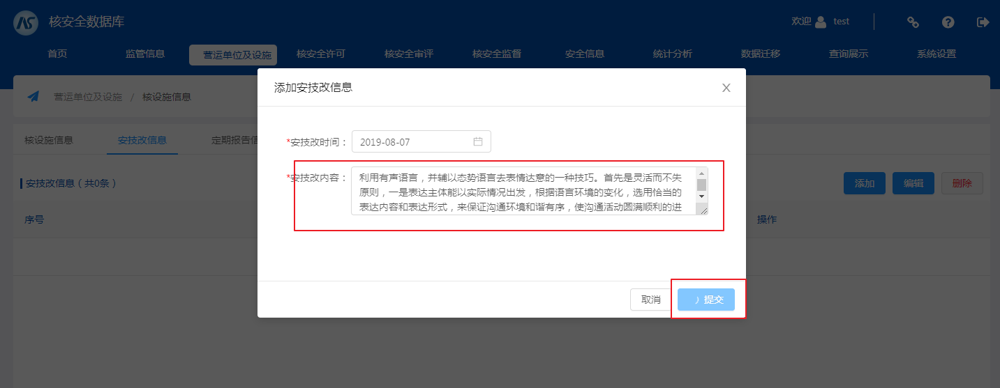 核安全数据库
欢迎 test
首页 监管信息 营运单位及设施 核安全许可 核安全审评 核安全监督 安全信息 统计分析 数据迁移 查询展示 系统设置
营运单位及设施 / 核设施信息
核设施信息 安技改信息 定期报告信
安技改信息（共0条）
添加 编辑 删除
序号 操作
添加安技改信息
*安技改时间： 2019-08-07
*安技改内容： 利用有声语言，并辅以态势语言去表情达意的一种技巧。首先是灵活而不失
原则，一是表达主体能以实际情况出发，根据语言环境的变化，选用恰当的
表达内容和表达形式，来保证沟通环境和谐有序，使沟通活动圆满顺利的进
取消 提交